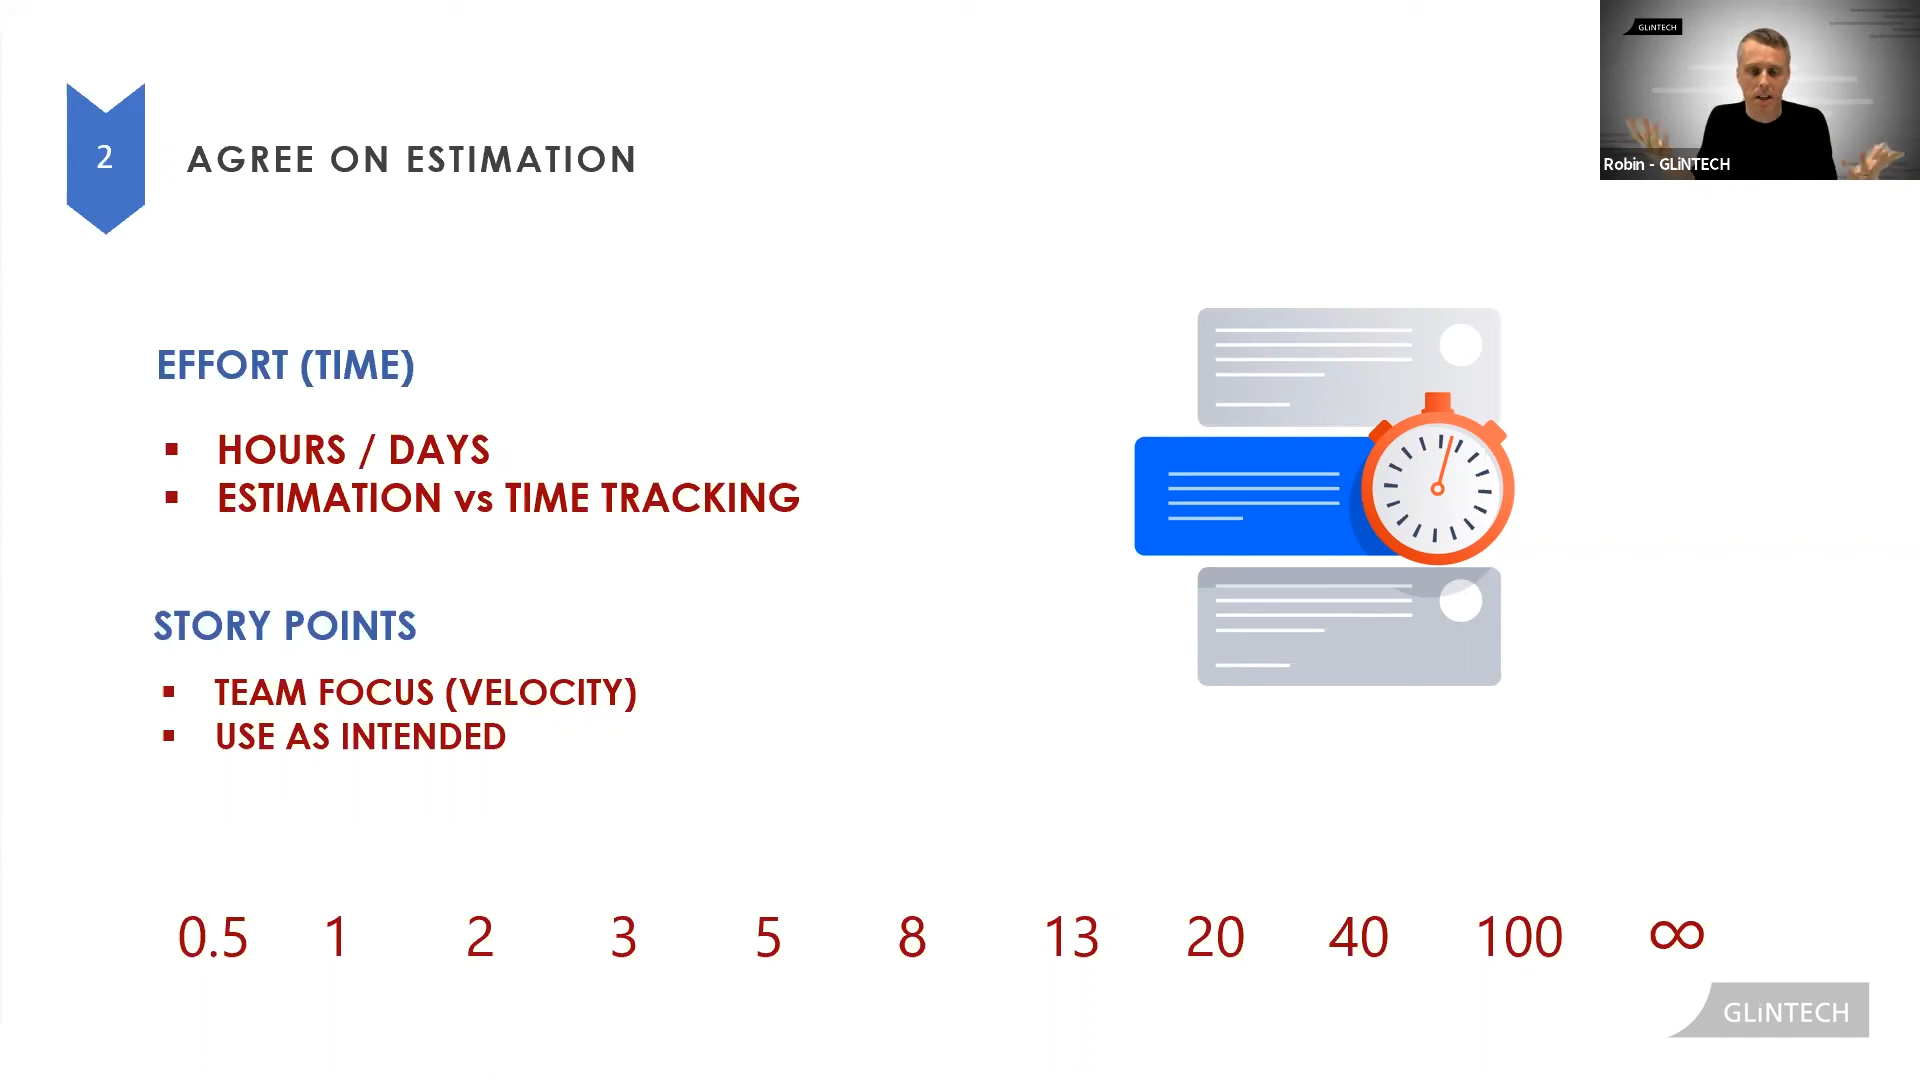 GLiNTECH
Robin - GLiNTECH
2
AGREE ON ESTIMATION
EFFORT (TIME)
▪ HOURS / DAYS
▪ ESTIMATION vs TIME TRACKING
STORY POINTS
▪ TEAM FOCUS (VELOCITY)
▪ USE AS INTENDED
0.5 1 2 3 5 8 13 20 40 100 ∞
GLiNTECH